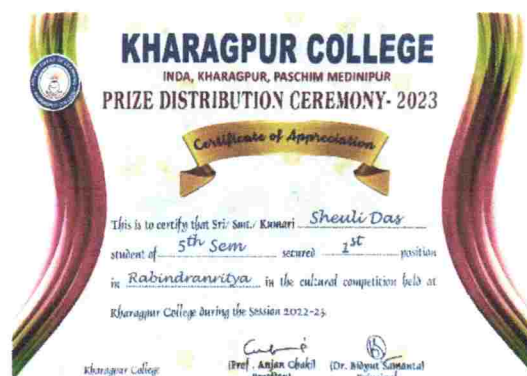 KHARAGPUR COLLEGE
INDA, KHARAGPUR, PASCHIM MEDINIPUR
PRIZE DISTRIBUTION CEREMONY- 2023
Certificate of Appreciation
This is to certify that Sri/ Smt./ Kumari Sheuli Das
student of 5th Sem secured 1st position
in Rabindranritya in the cultural competition held at
Kharagpur College during the Session 2022-23
Kharagpur College (Prof. Anjan Chakil (Dr. Bidyut Samanta)